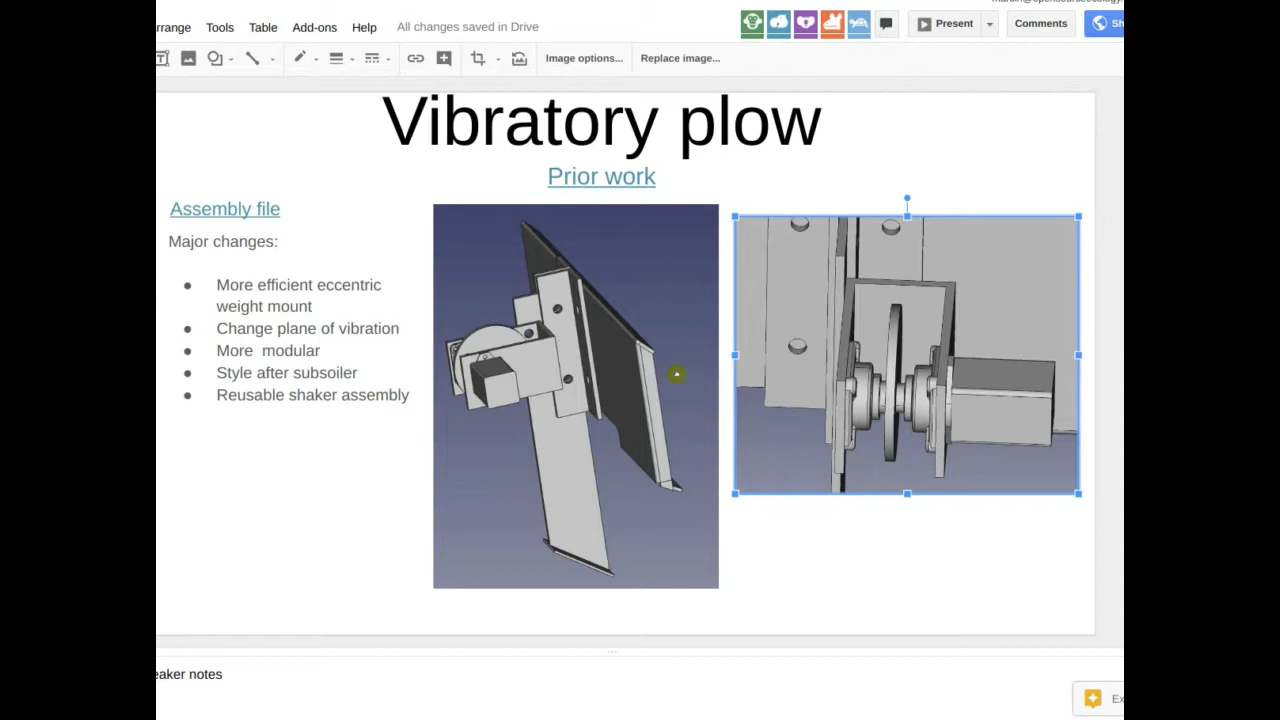 rrange Tools Table Add-ons Help All changes saved in Drive
Present Comments Sh
Image options... Replace image...
Vibratory plow
Prior work
Assembly file
Major changes:
● More efficient eccentric
weight mount
● Change plane of vibration
● More modular
● Style after subsoiler
● Reusable shaker assembly
eaker notes
Ex